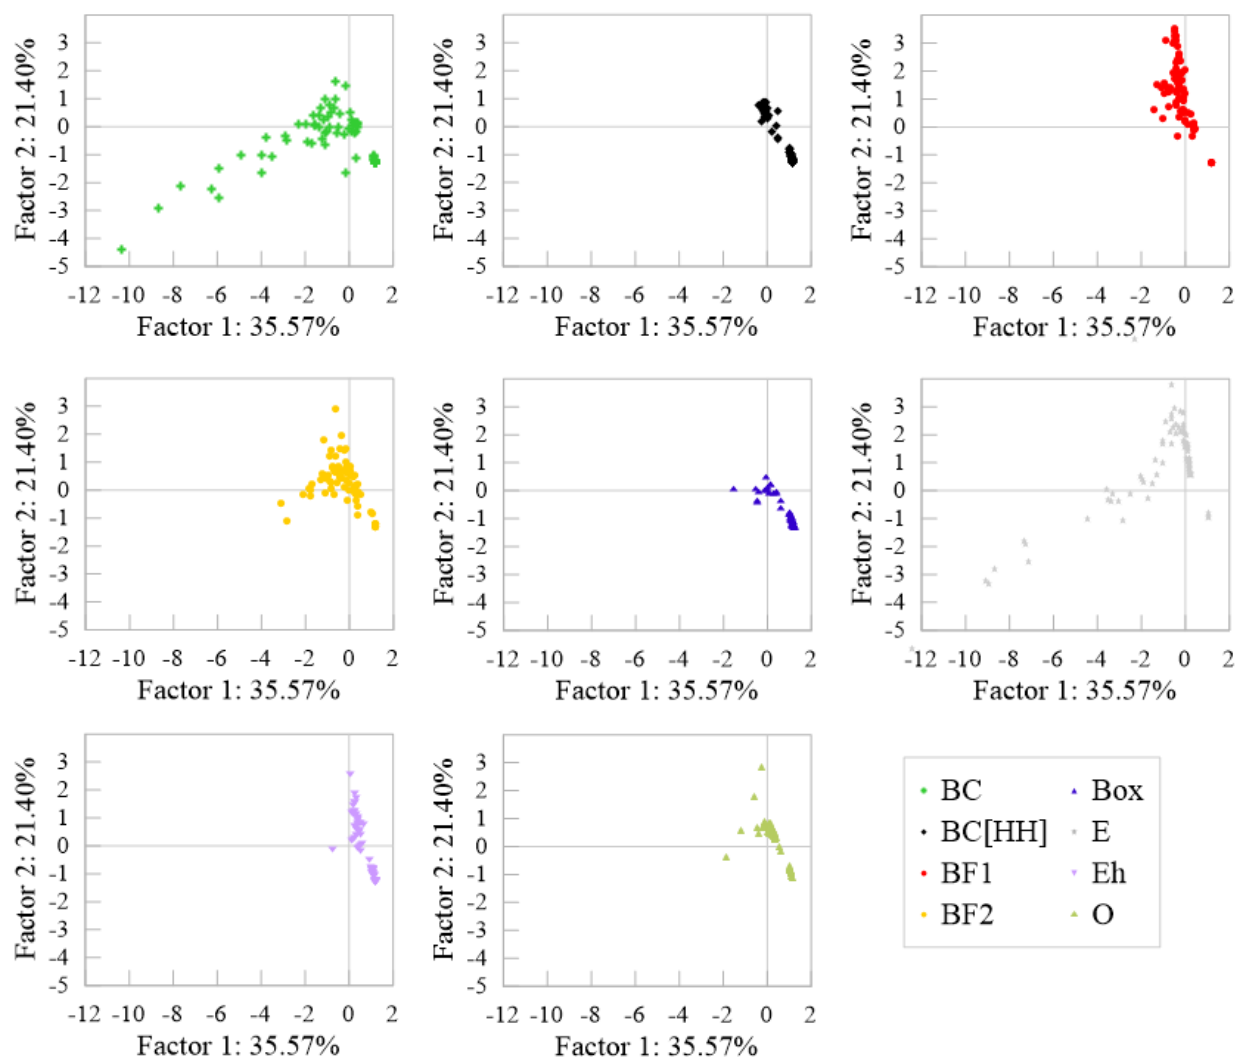 3 3 3
2 2 2
1 1 1
0 0 0
-1 -1 -1
-2 -2 -2
-3 -3 -3
-4 -4 -4
-5 -5 -5
Factor 2: 21.40% Factor 2: 21.40% Factor 2: 21.40%
-12 -10 -8 -6 -4 -2 0 2 -12 -10 -8 -6 -4 -2 0 2 -12 -10 -8 -6 -4 -2 0 2
Factor 1: 35.57% Factor 1: 35.57% Factor 1: 35.57%
3 3 3
2 2 2
1 1 1
0 0 0
-1 -1 -1
-2 -2 -2
-3 -3 -3
-4 -4 -4
-5 -5 -5
Factor 2: 21.40% Factor 2: 21.40% Factor 2: 21.40%
-12 -10 -8 -6 -4 -2 0 2 -12 -10 -8 -6 -4 -2 0 2 -12 -10 -8 -6 -4 -2 0 2
Factor 1: 35.57% Factor 1: 35.57% Factor 1: 35.57%
3 3
2 2
1 1
0 0
-1 -1
-2 -2
-3 -3
-4 -4
-5 -5
Factor 2: 21.40% Factor 2: 21.40%
-12 -10 -8 -6 -4 -2 0 2 -12 -10 -8 -6 -4 -2 0 2
Factor 1: 35.57% Factor 1: 35.57%
BC Box
BC[HH] E
BF1 Eh
BF2 O